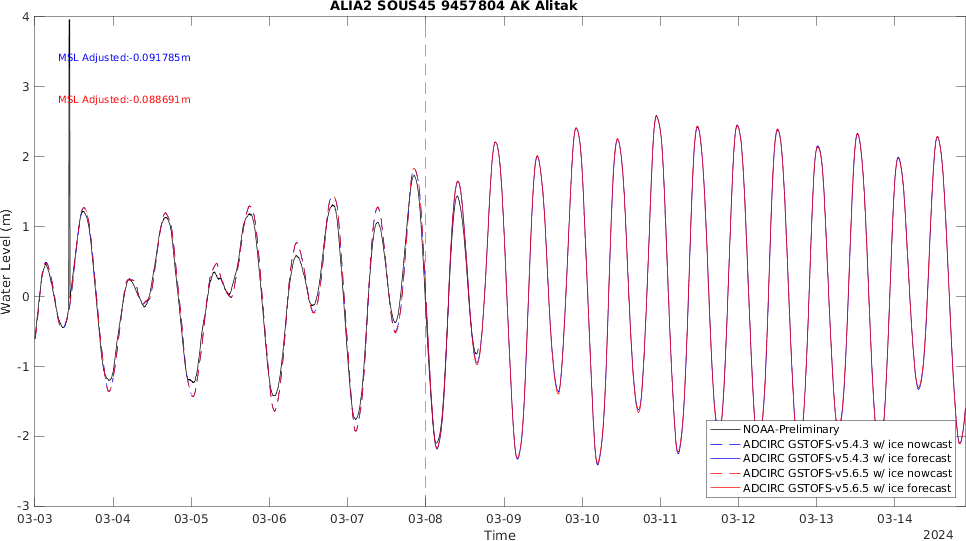 ALIA2 SOUS45 9457804 AK Alitak
MSL Adjusted:-0.091785m
MSL Adjusted:-0.088691m
Water Level (m)
4
3
2
1
0
-1
-2
-3
NOAA-Preliminary
ADCIRC GSTOFS-v5.4.3 w/ ice nowcast
ADCIRC GSTOFS-v5.4.3 w/ ice forecast
ADCIRC GSTOFS-v5.6.5 w/ ice nowcast
ADCIRC GSTOFS-v5.6.5 w/ ice forecast
03-03 03-04 03-05 03-06 03-07 03-08 03-09 03-10 03-11 03-12 03-13 03-14
Time
2024